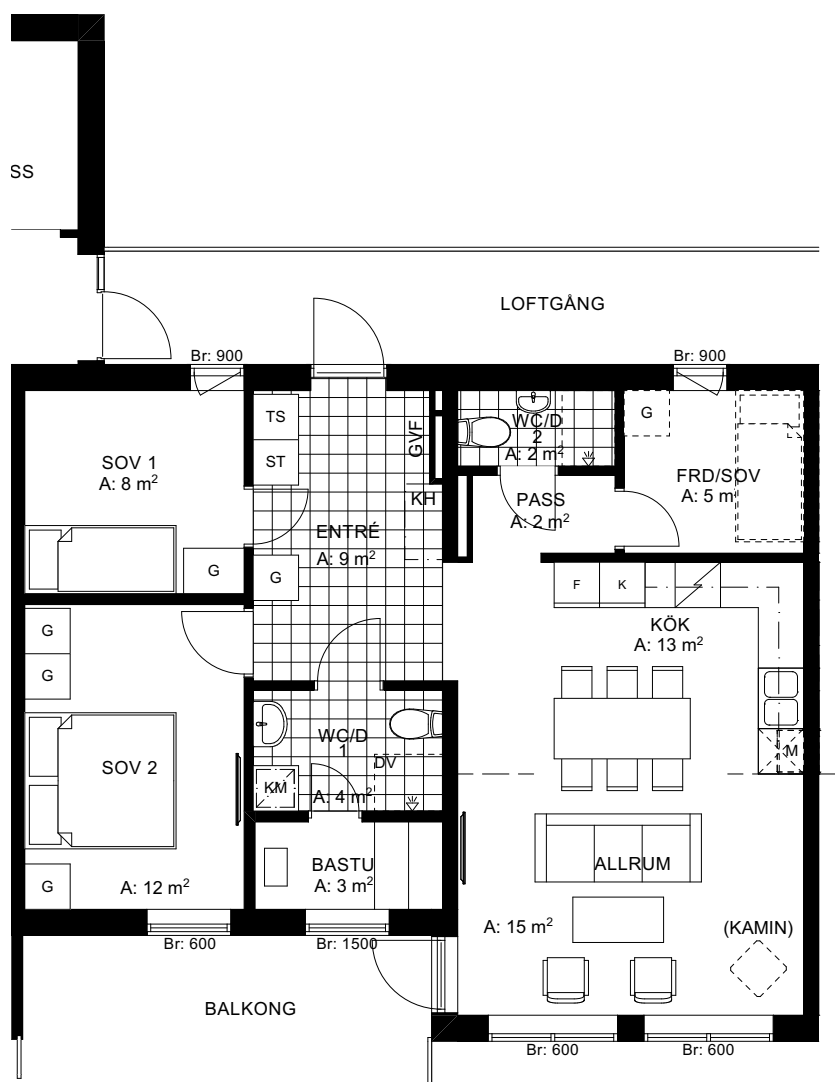 SS
LOFTGÅNG
Br: 900
Br: 900
TS
ST
GVF
KH
WC/D
2
A: 2 m²
G
SOV 1
A: 8 m²
FRD/SOV
A: 5 m²
PASS
A: 2 m²
ENTRÉ
A: 9 m²
G
G
F
K
KÖK
A: 13 m²
G
G
SOV 2
WC/D
1
DV
KM
A: 4 m²
M
BASTU
A: 3 m²
ALLRUM
G
A: 12 m²
A: 15 m²
(KAMIN)
Br: 600
Br: 1500
BALKONG
Br: 600
Br: 600